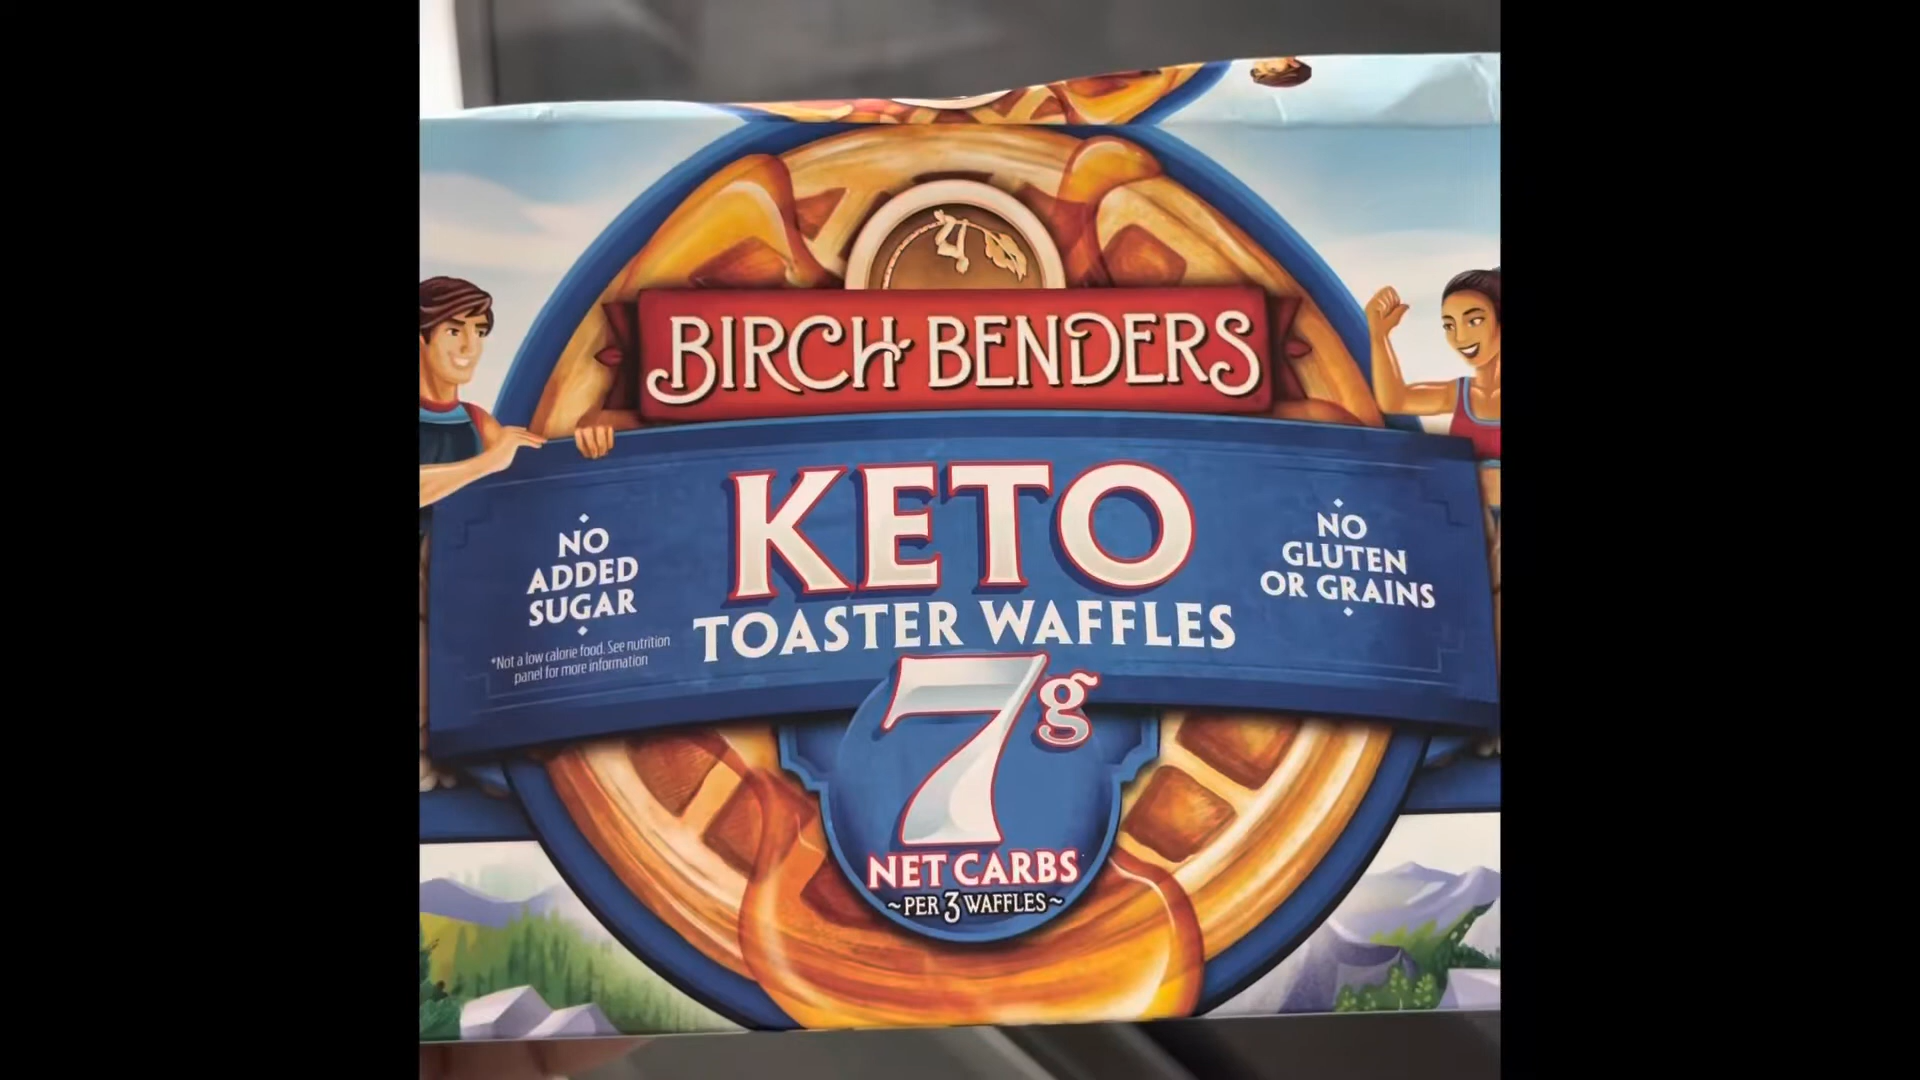 BIRCH BENDERS
KETO
TOASTER WAFFLES
NO
ADDED
SUGAR
*Not a low calorie food. See nutrition
panel for more information
NO
GLUTEN
OR GRAINS
7g
NET CARBS
~PER 3 WAFFLES~